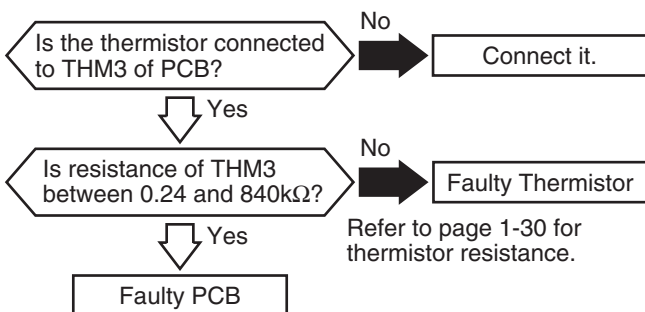 No
Is the thermistor connected
to THM3 of PCB?
Connect it.
Yes
No
Is resistance of THM3
between 0.24 and 840kΩ?
Faulty Thermistor
Refer to page 1-30 for
thermistor resistance.
Yes
Faulty PCB